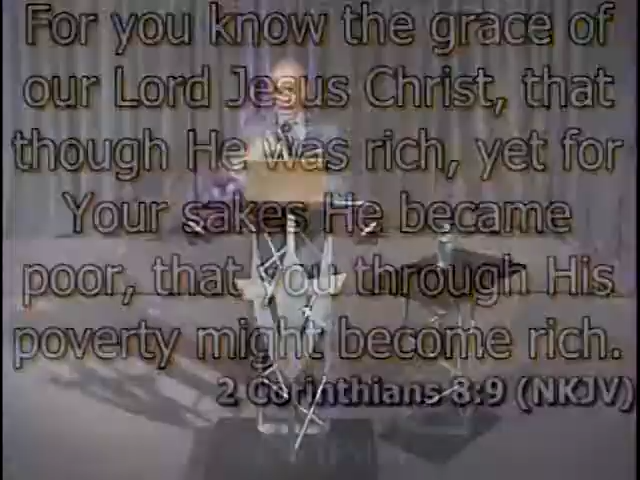 For you know the grace of
our Lord Jesus Christ, that
though He was rich, yet for
Your sakes He became
poor, that You through His
poverty might become rich.
2 Corinthians 8:9 (NKJV)